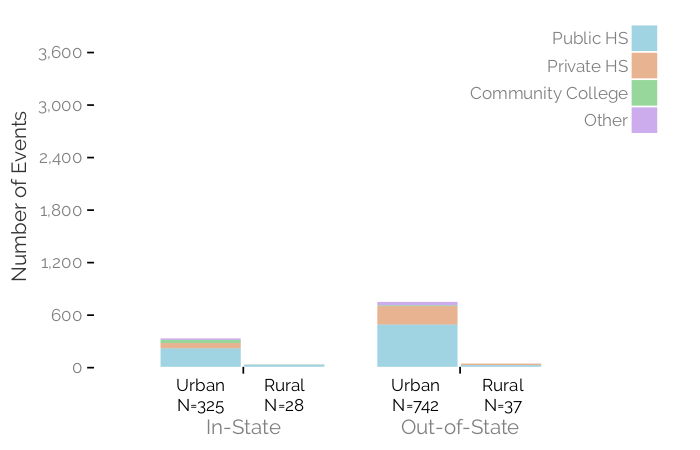 Public HS
Private HS
Community College
Other
Number of Events
3,600
3,000
2,400
1,800
1,200
600
0
Urban Rural Urban Rural
N=325 N=28 N=742 N=37
In-State Out-of-State